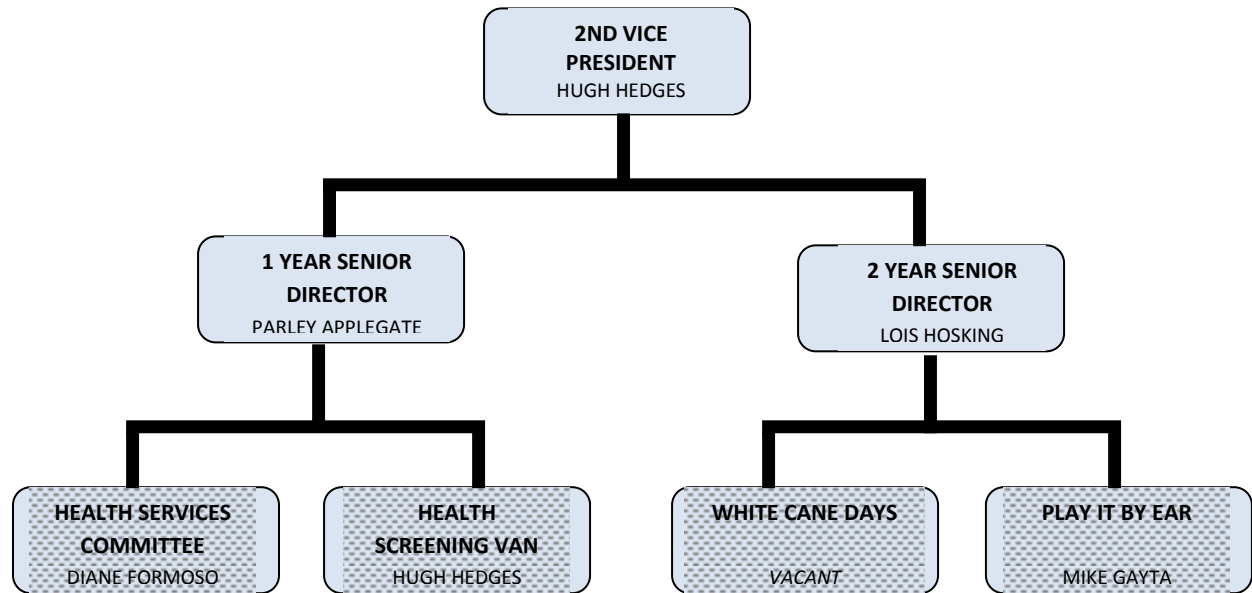 2ND VICE
PRESIDENT
HUGH HEDGES
1 YEAR SENIOR
DIRECTOR
PARLEY APPLEGATE
2 YEAR SENIOR
DIRECTOR
LOIS HOSKING
HEALTH SERVICES
COMMITTEE
DIANE FORMOSO
HEALTH
SCREENING VAN
HUGH HEDGES
WHITE CANE DAYS
VACANT
PLAY IT BY EAR
MIKE GAYTA